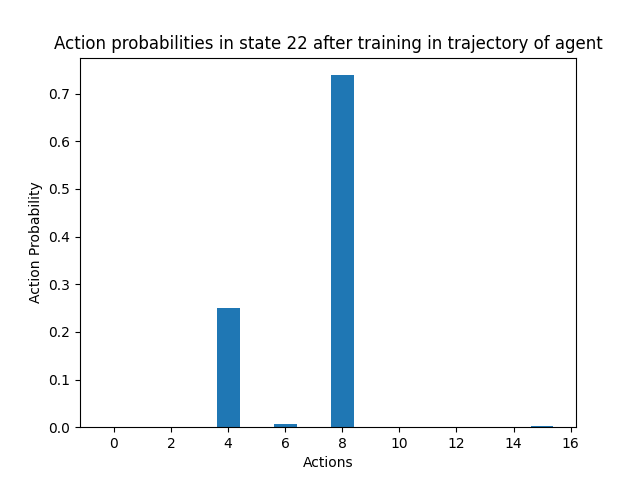 Action probabilities in state 22 after training in trajectory of agent
0.7
0.6
0.5
0.4
0.3
0.2
0.1
0.0
Action Probability
0 2 4 6 8 10 12 14 16
Actions